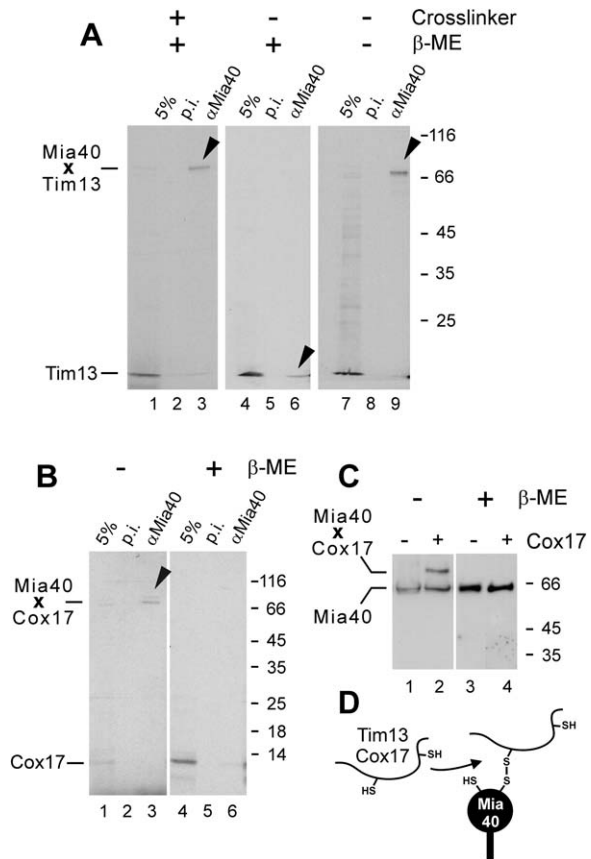 A
+ - - Crosslinker
+ + - β-ME
5% p.i. αMia40 5% p.i. αMia40 5% p.i. αMia40
Mia40
x
Tim13
- 116
- 66
- 45
- 35
- 25
Tim13
1 2 3 4 5 6 7 8 9
B
- + β-ME
5% p.i. αMia40 5% p.i. αMia40
Mia40
x
Cox17
- 116
- 66
- 45
- 35
- 25
- 18
- 14
Cox17
1 2 3 4 5 6
C
- + β-ME
Mia40
x
Cox17
- + - + Cox17
Mia40
- 66
- 45
- 35
1 2 3 4
D
Tim13
Cox17
SH
HS
SH
S
S
HS
Mia
40